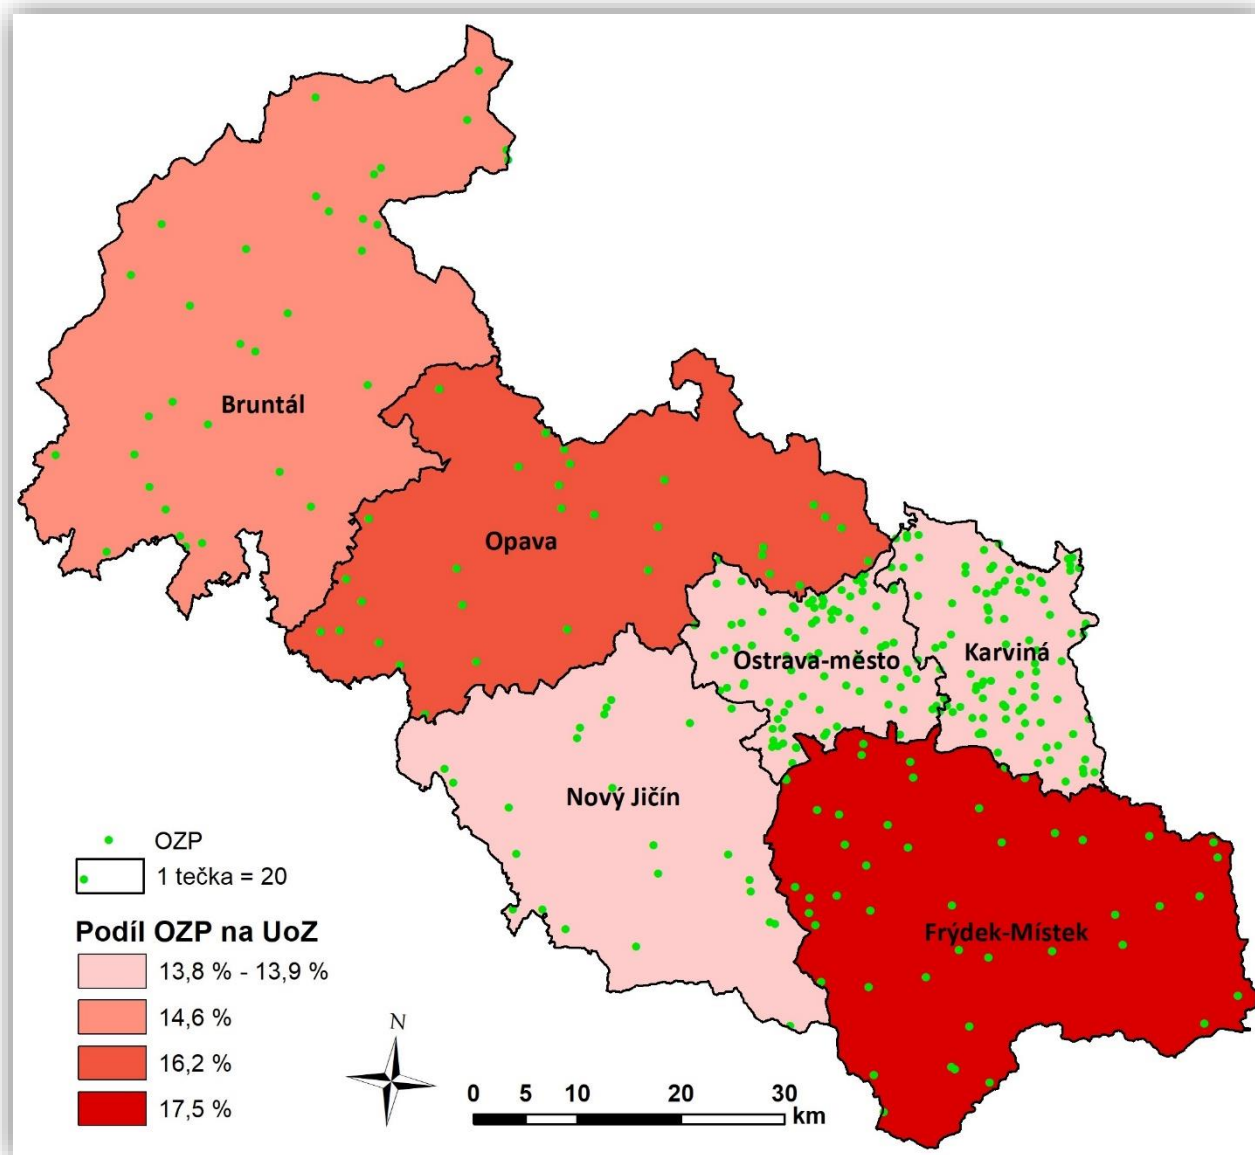 Bruntál
Opava
Ostrava-město
Karviná
Nový Jičín
Frýdek-Místek
OZP
1 tečka = 20
Podíl OZP na UoZ
13,8 % - 13,9 %
14,6 %
16,2 %
17,5 %
N
0 5 10 20 30
km